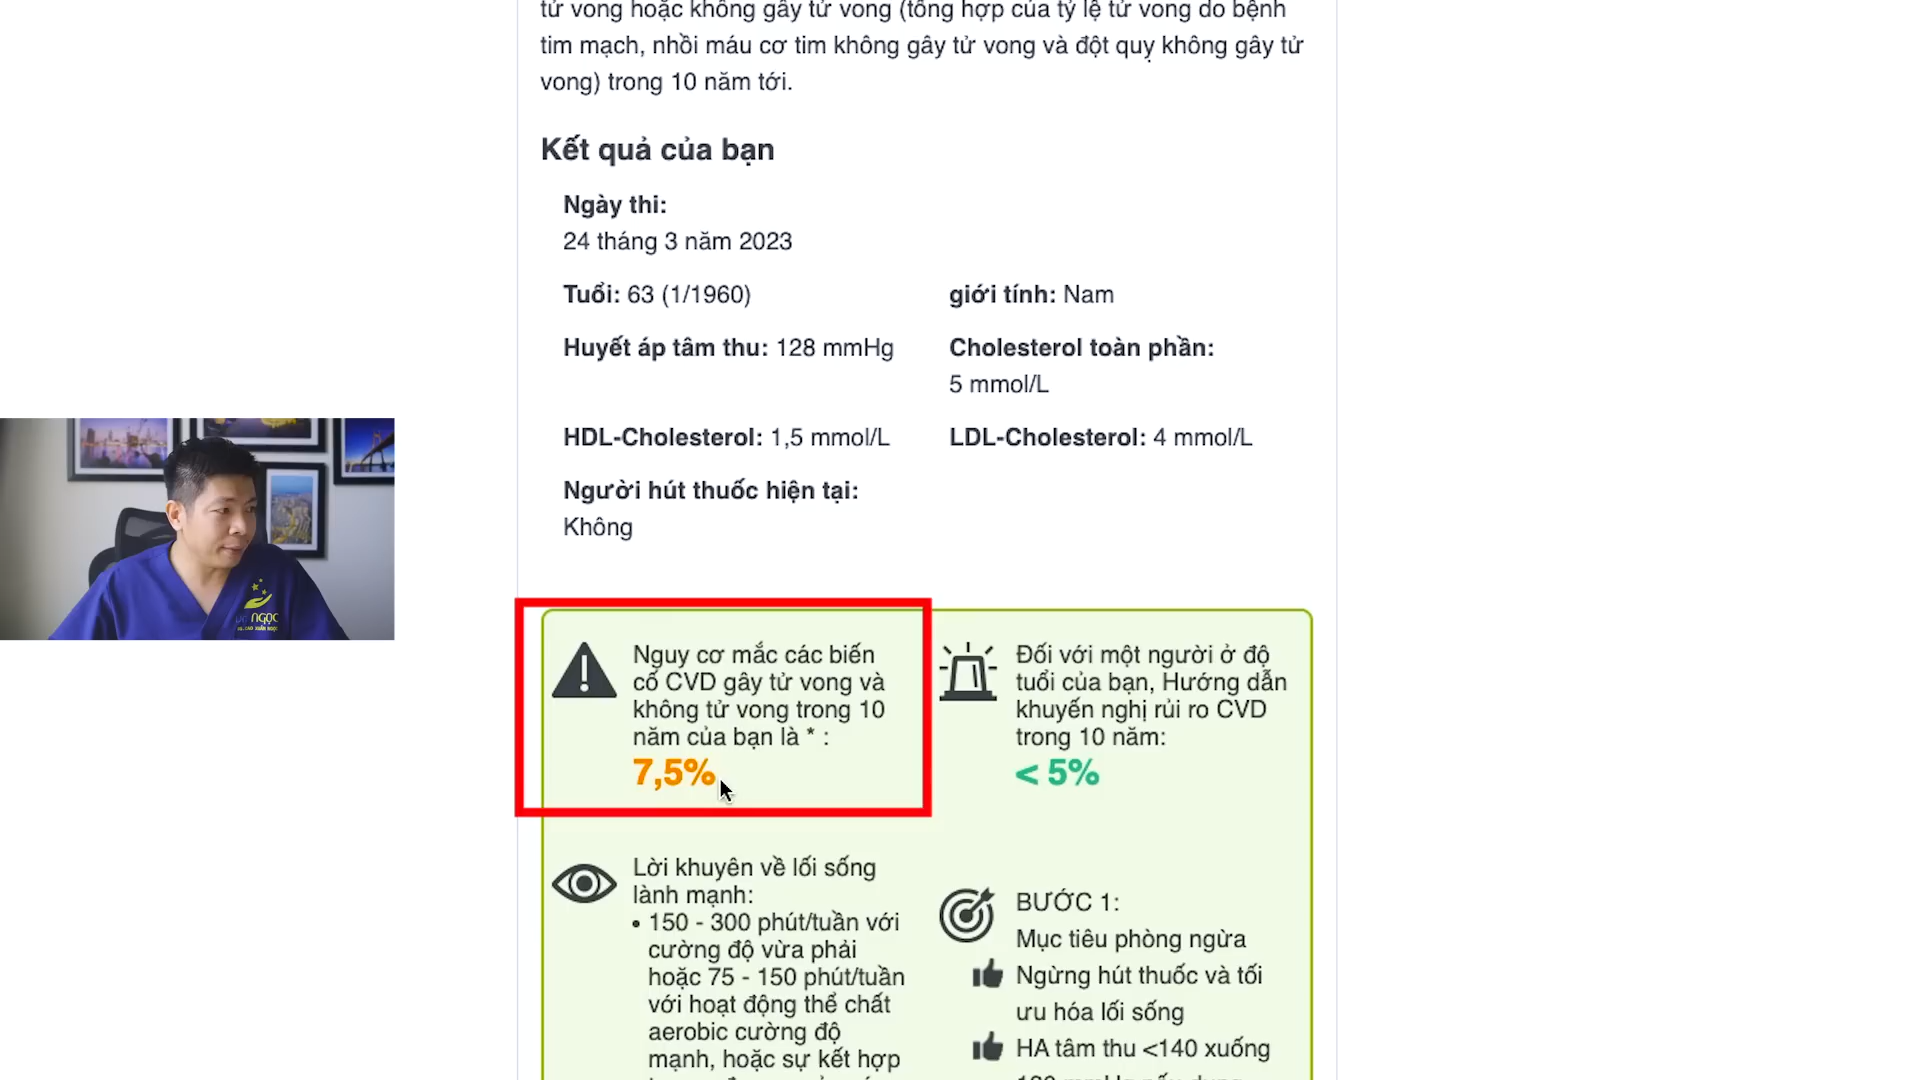 tử vong hoặc không gây tử vong (tổng hợp của tỷ lệ tử vong do bệnh
tim mạch, nhồi máu cơ tim không gây tử vong và đột quỵ không gây tử
vong) trong 10 năm tới.
Kết quả của bạn
Ngày thi:
24 tháng 3 năm 2023
Tuổi: 63 (1/1960)
giới tính: Nam
Huyết áp tâm thu: 128 mmHg
Cholesterol toàn phần:
5 mmol/L
HDL-Cholesterol: 1,5 mmol/L
LDL-Cholesterol: 4 mmol/L
Người hút thuốc hiện tại:
Không
Nguy cơ mắc các biến
cố CVD gây tử vong và
không tử vong trong 10
năm của bạn là * :
7,5%
Đối với một người ở độ
tuổi của bạn, Hướng dẫn
khuyến nghị rủi ro CVD
trong 10 năm:
< 5%
Lời khuyên về lối sống
lành mạnh:
• 150 - 300 phút/tuần với
cường độ vừa phải
hoặc 75 - 150 phút/tuần
với hoạt động thể chất
aerobic cường độ
mạnh, hoặc sự kết hợp
BƯỚC 1:
Mục tiêu phòng ngừa
Ngừng hút thuốc và tối
ưu hóa lối sống
HA tâm thu <140 xuống
NGỌC